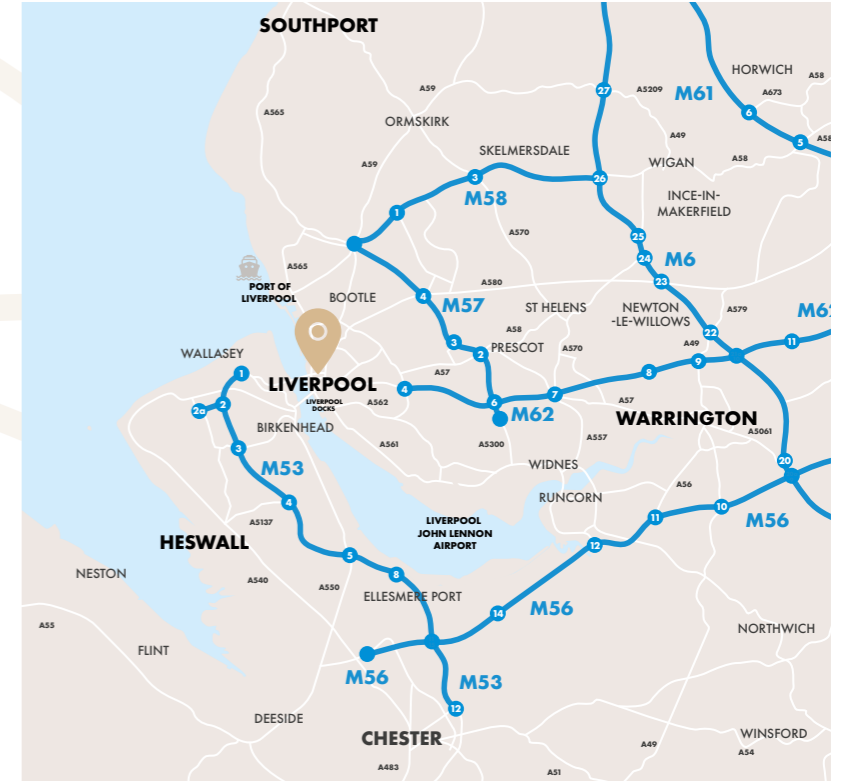 SOUTHPORT
HORWICH
A58
A59
A5209
M61
A673
27
A565
6
ORMSKIRK
A49
5
A58
SKELMERSDALE
A59
WIGAN
A58
3
26
M58
INCE-IN-
MAKERFIELD
1
A570
25
24
M6
A565
PORT OF
LIVERPOOL
BOOTLE
A580
23
4
M57
ST HELENS
NEWTON
-LE-WILLOWS
A579
M62
A58
22
3
2
PRESCOT
A570
A49
11
WALLASEY
9
1
A57
8
LIVERPOOL
4
7
LIVERPOOL
DOCKS
A562
6
A57
2a
2
M62
WARRINGTON
BIRKENHEAD
A561
A5300
A557
A5061
3
M53
WIDNES
20
RUNCORN
A56
4
A5137
LIVERPOOL
JOHN LENNON
AIRPORT
11
10
M56
HESWALL
12
5
NESTON
A540
A550
8
ELLESMERE PORT
14
M56
A55
NORTHWICH
FLINT
M56
M53
12
DEESIDE
CHESTER
WINSFORD
A49
A54
A483
A51